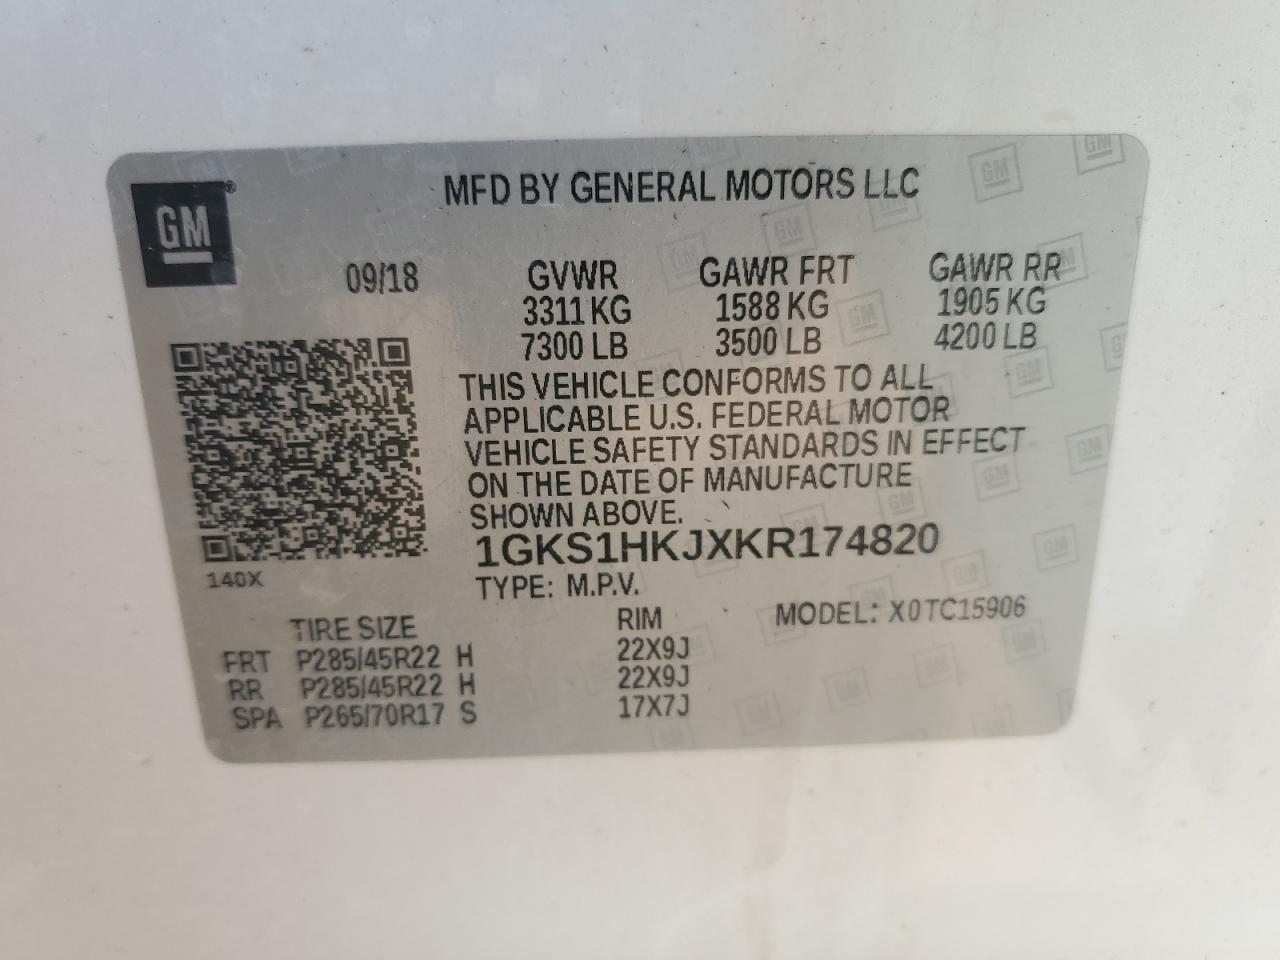 GM®
MFD BY GENERAL MOTORS LLC
09/18 GVWR GAWR FRT GAWR RR
3311 KG 1588 KG 1905 KG
7300 LB 3500 LB 4200 LB
THIS VEHICLE CONFORMS TO ALL
APPLICABLE U.S. FEDERAL MOTOR
VEHICLE SAFETY STANDARDS IN EFFECT
ON THE DATE OF MANUFACTURE
SHOWN ABOVE.
1GKS1HKJXKR174820
140X
TYPE: M.P.V.
MODEL: X0TC15906
TIRE SIZE RIM
FRT P285/45R22 H 22X9J
RR P285/45R22 H 22X9J
SPA P265/70R17 S 17X7J